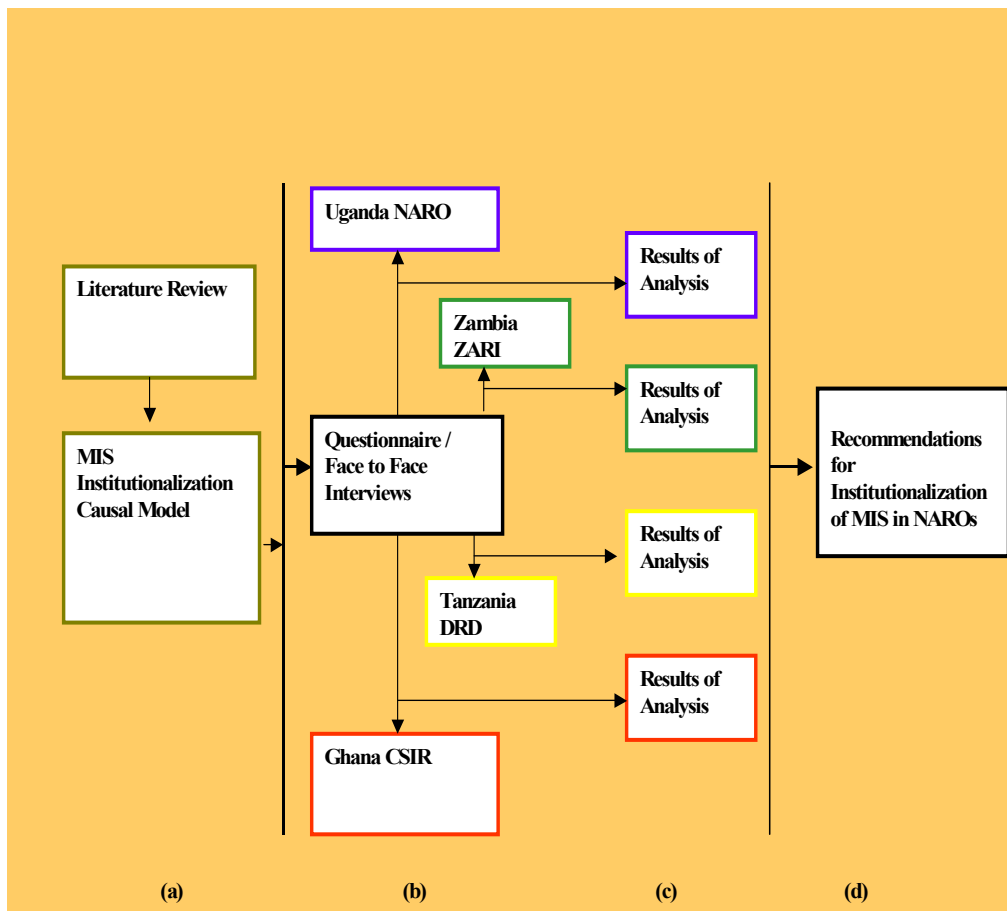 Literature Review
MIS
Institutionalization
Causal Model
Uganda NARO
Zambia
ZARI
Questionnaire /
Face to Face
Interviews
Tanzania
DRD
Ghana CSIR
Results of
Analysis
Results of
Analysis
Results of
Analysis
Results of
Analysis
Recommendations
for
Institutionalization
of MIS in NAROs
(a)
(b)
(c)
(d)